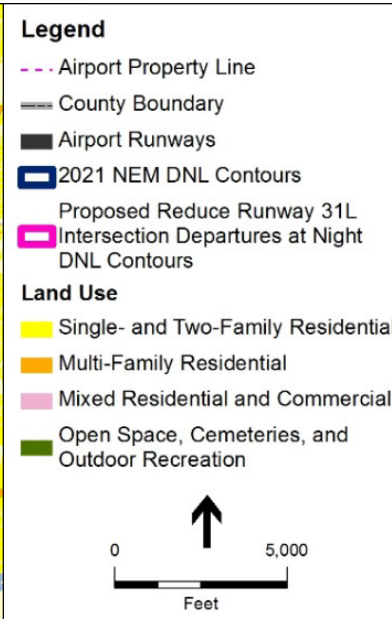 Legend
Airport Property Line
County Boundary
Airport Runways
2021 NEM DNL Contours
Proposed Reduce Runway 31L
Intersection Departures at Night
DNL Contours
Land Use
Single- and Two-Family Residential
Multi-Family Residential
Mixed Residential and Commercial
Open Space, Cemeteries, and
Outdoor Recreation
0 5,000
Feet